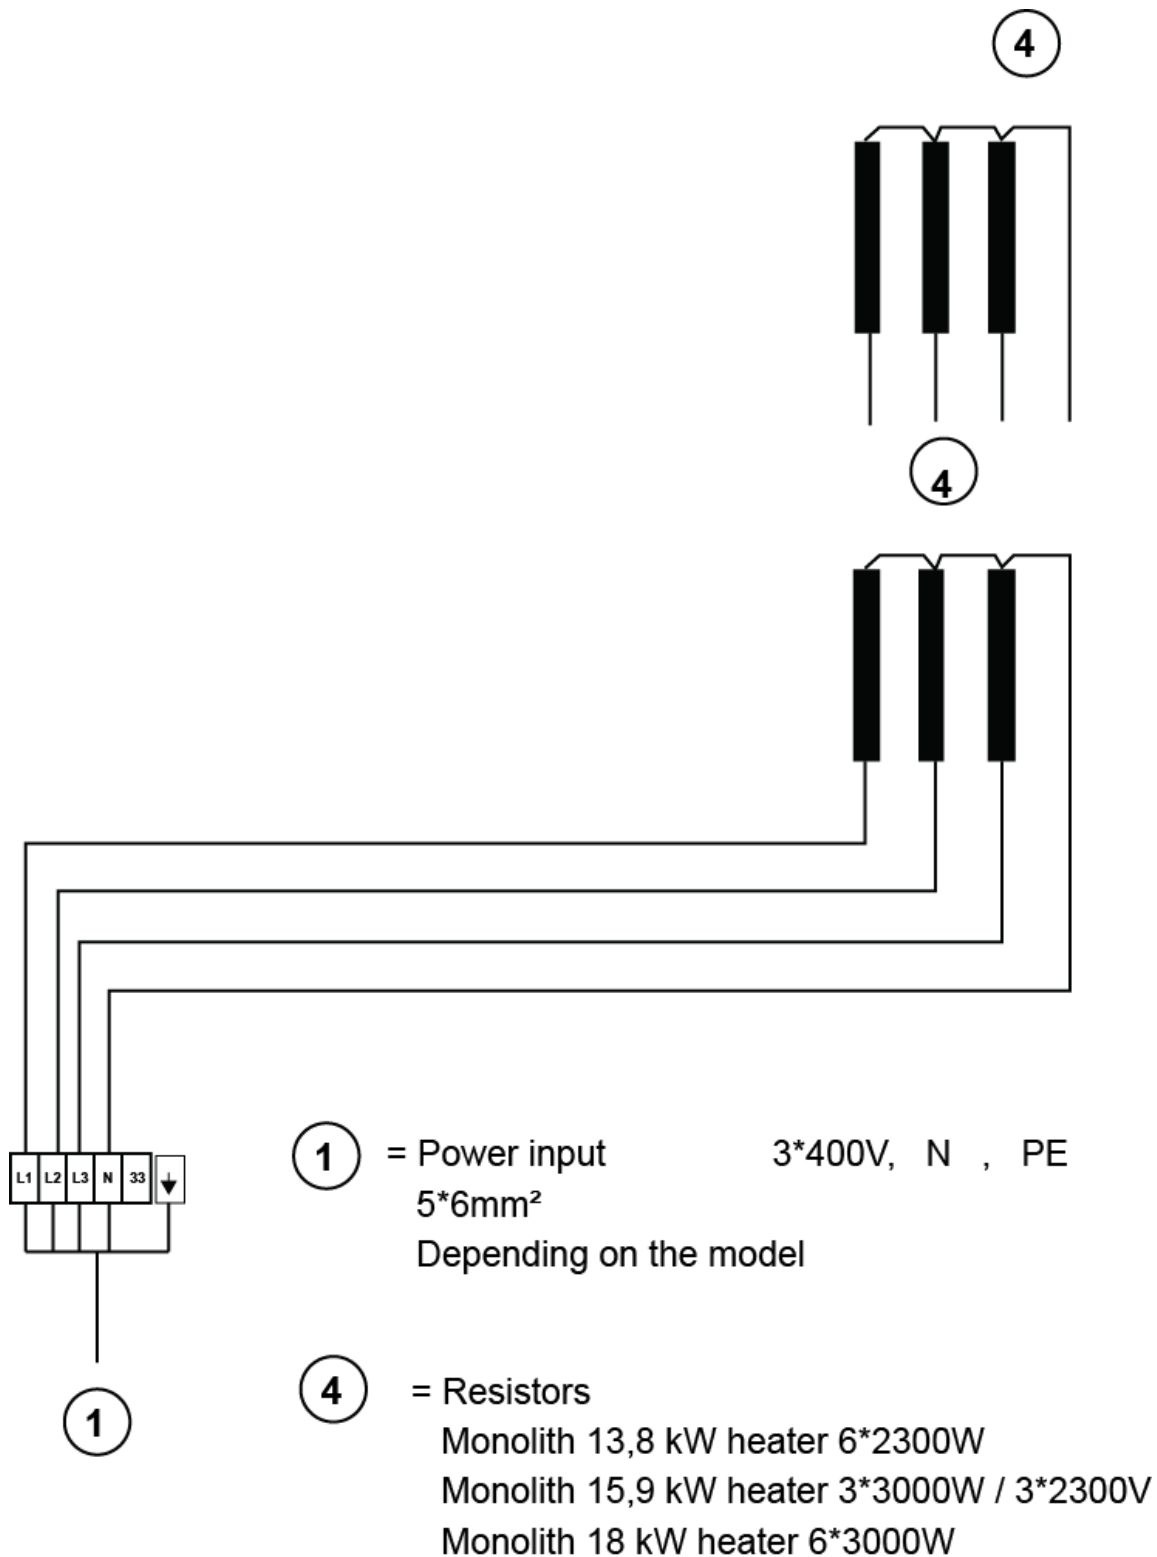 4
4
L1 L2 L3 N 33
1 = Power input 3*400V, N , PE
5*6mm²
Depending on the model
4 = Resistors
1
Monolith 13,8 kW heater 6*2300W
Monolith 15,9 kW heater 3*3000W / 3*2300V
Monolith 18 kW heater 6*3000W